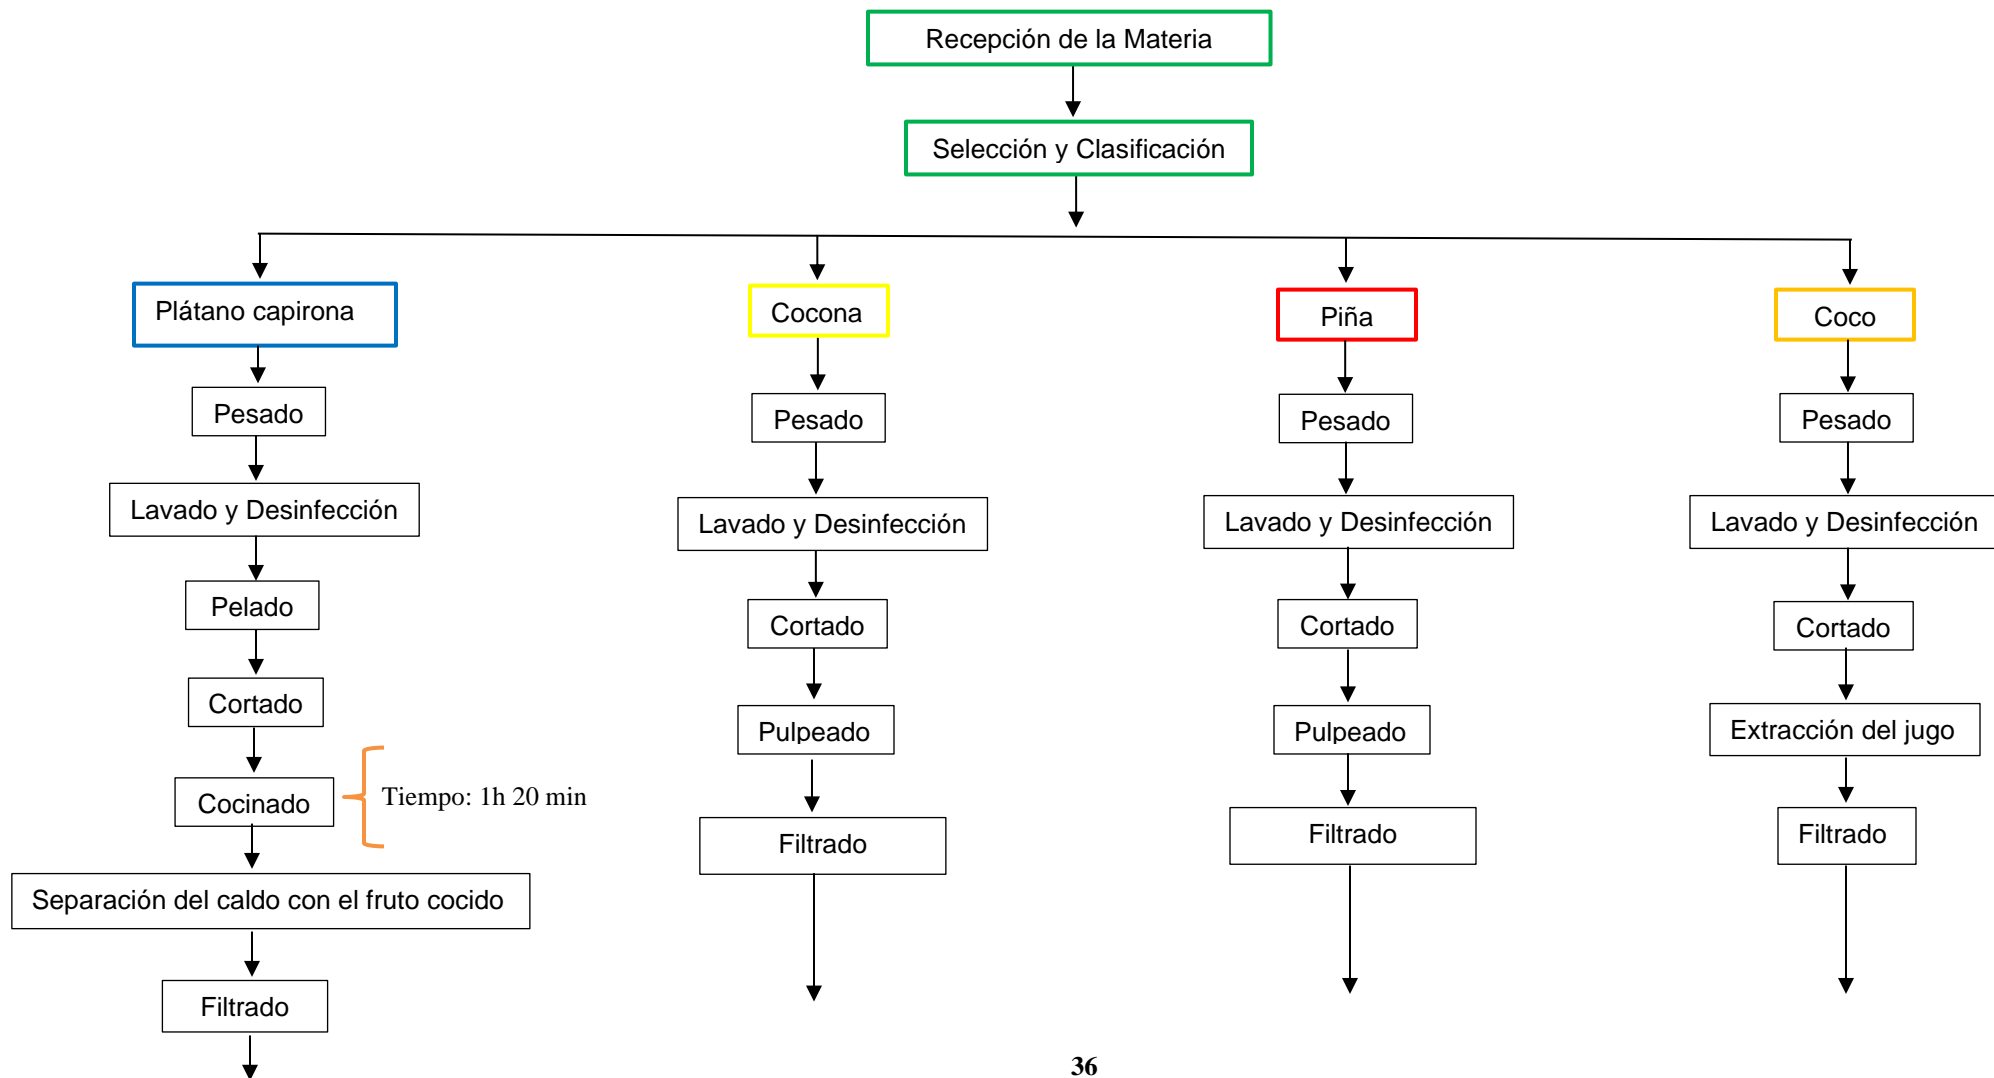 Recepción de la Materia
Selección y Clasificación
Plátano capirona
Pesado
Lavado y Desinfección
Pelado
Cortado
Cocinado
Tiempo: 1h 20 min
Separación del caldo con el fruto cocido
Filtrado
Cocona
Pesado
Lavado y Desinfección
Cortado
Pulpeado
Filtrado
Piña
Pesado
Lavado y Desinfección
Cortado
Pulpeado
Filtrado
Coco
Pesado
Lavado y Desinfección
Cortado
Extracción del jugo
Filtrado
36